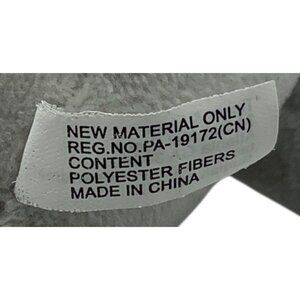 NEW MATERIAL ONLY
REG.NO.PA-19172(CN)
CONTENT
POLYESTER FIBERS
MADE IN CHINA